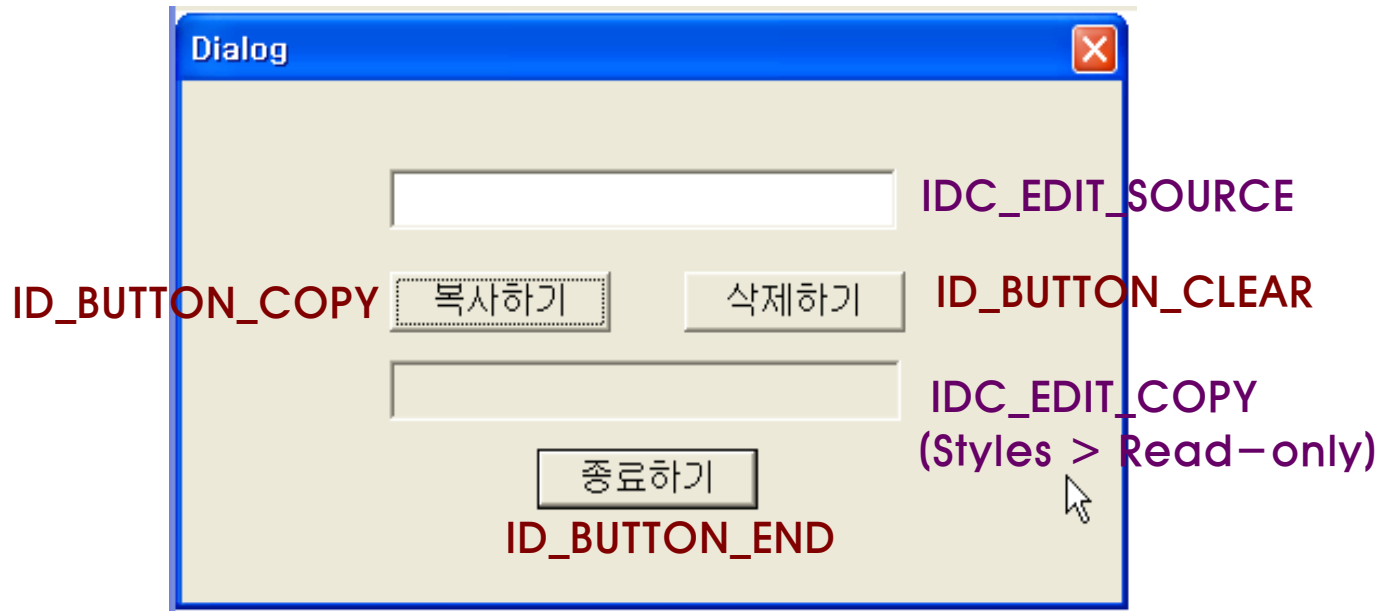 Dialog
IDC_EDIT_SOURCE
ID_BUTTON_COPY 복사하기 삭제하기 ID_BUTTON_CLEAR
IDC_EDIT_COPY
(Styles > Read-only)
종료하기
ID_BUTTON_END